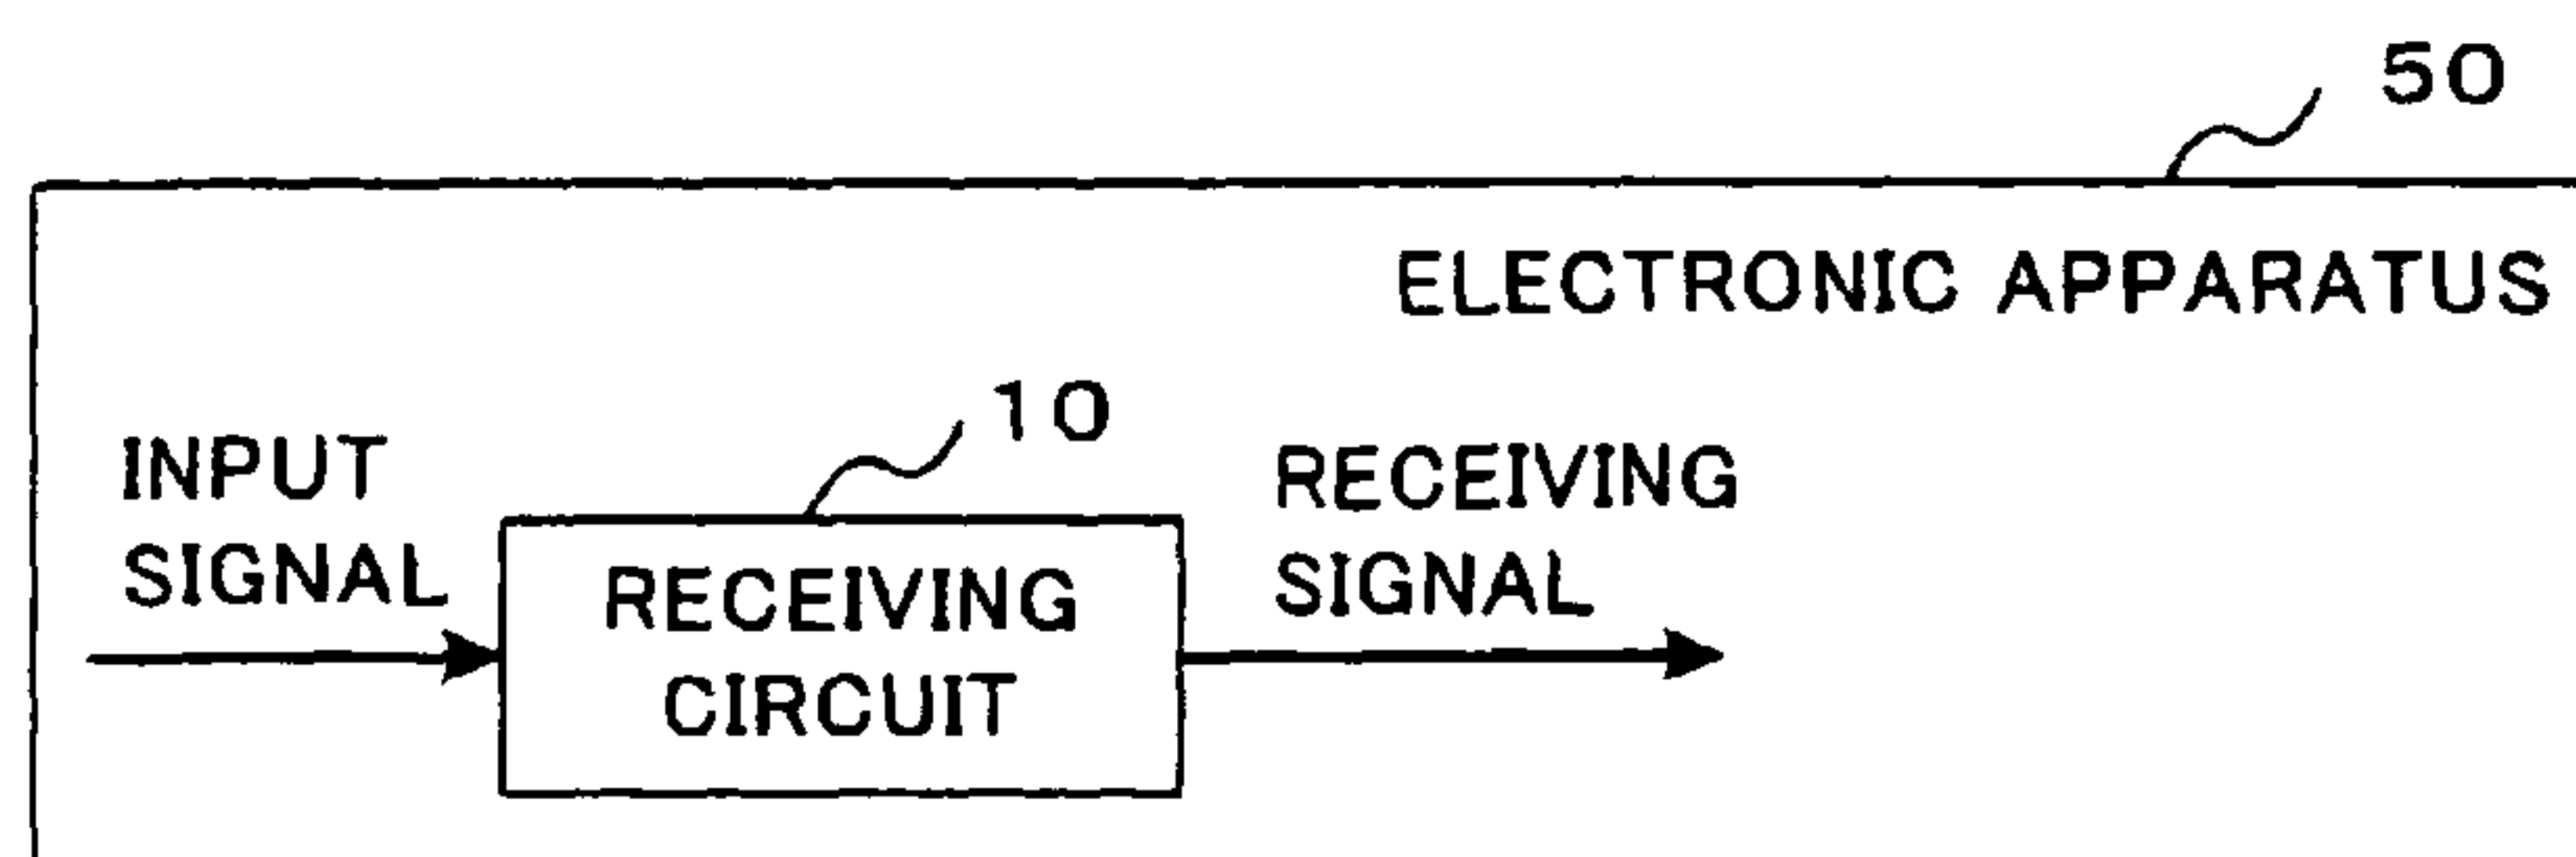 50
ELECTRONIC APPARATUS
10
INPUT
SIGNAL
RECEIVING
CIRCUIT
RECEIVING
SIGNAL